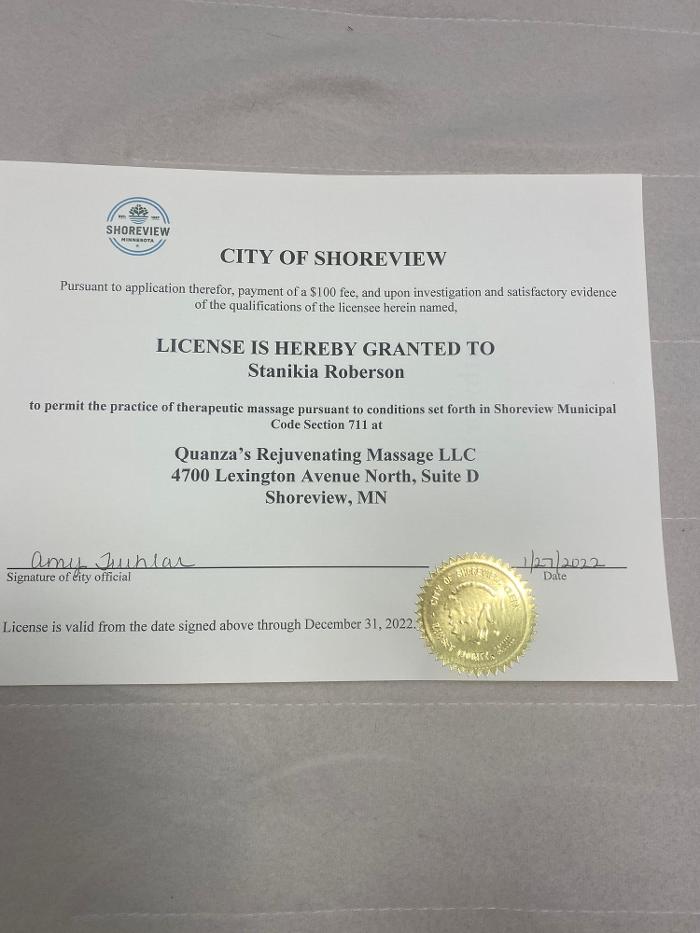 SHOREVIEW
MINNESOTA
CITY OF SHOREVIEW
Pursuant to application therefor, payment of a $100 fee, and upon investigation and satisfactory evidence
of the qualifications of the licensee herein named,
LICENSE IS HEREBY GRANTED TO
Stanikia Roberson
to permit the practice of therapeutic massage pursuant to conditions set forth in Shoreview Municipal
Code Section 711 at
Quanza's Rejuvenating Massage LLC
4700 Lexington Avenue North, Suite D
Shoreview, MN
Amy 1/27/2022
Signature of city official Date
License is valid from the date signed above through December 31, 2022.
CITY OF SHOREVIEW